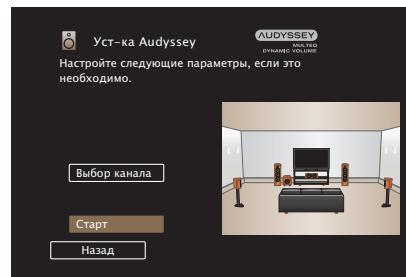 Уст-ка Audyssey
AUDYSSEY
MULTEQ
DYNAMIC VOLUME
Настройте следующие параметры, если это
необходимо.
Выбор канала
Старт
Назад